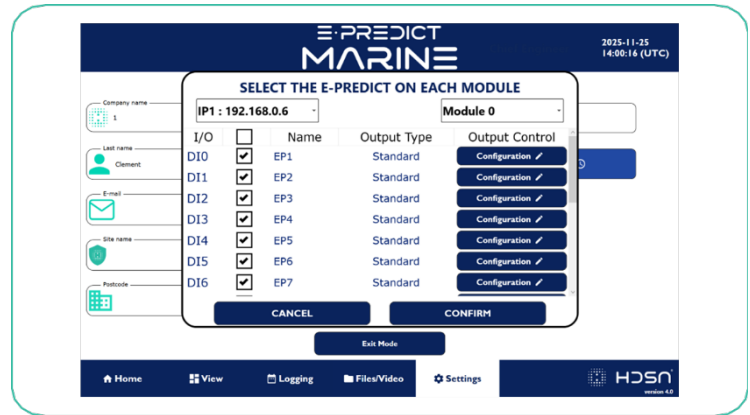 E·PREDICT
MARINE
2025-11-25
14:00:16 (UTC)
SELECT THE E-PREDICT ON EACH MODULE
IP1 : 192.168.0.6
Module 0
I/O Name Output Type Output Control
DI0 EP1 Standard Configuration
DI1 EP2 Standard Configuration
DI2 EP3 Standard Configuration
DI3 EP4 Standard Configuration
DI4 EP5 Standard Configuration
DI5 EP6 Standard Configuration
DI6 EP7 Standard Configuration
CANCEL CONFIRM
Company name
1
Last name
Clement
E-mail
Site name
Postcode
Exit Mode
Home View Logging Files/Video Settings
HDSN
version 4.0